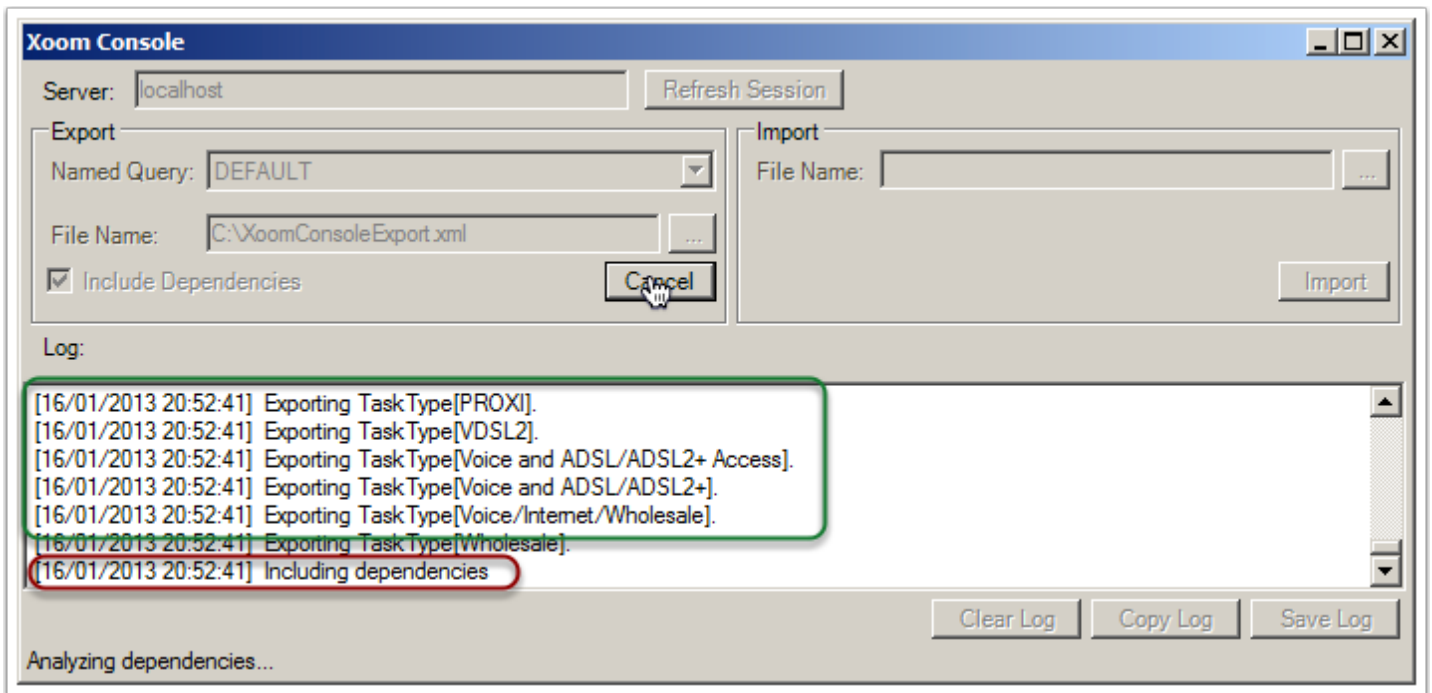 Xoom Console
Server: localhost Refresh Session
Export
Named Query: DEFAULT
File Name: C:\XoomConsoleExport.xml ...
Include Dependencies Cancel
Import
File Name: ...
Import
Log:
[16/01/2013 20:52:41] Exporting TaskType[PROXI].
[16/01/2013 20:52:41] Exporting TaskType[VDSL2].
[16/01/2013 20:52:41] Exporting TaskType[Voice and ADSL/ADSL2+ Access].
[16/01/2013 20:52:41] Exporting TaskType[Voice and ADSL/ADSL2+].
[16/01/2013 20:52:41] Exporting TaskType[Voice/Internet/Wholesale].
[16/01/2013 20:52:41] Exporting TaskType[Wholesale].
[16/01/2013 20:52:41] Including dependencies
Clear Log Copy Log Save Log
Analyzing dependencies...